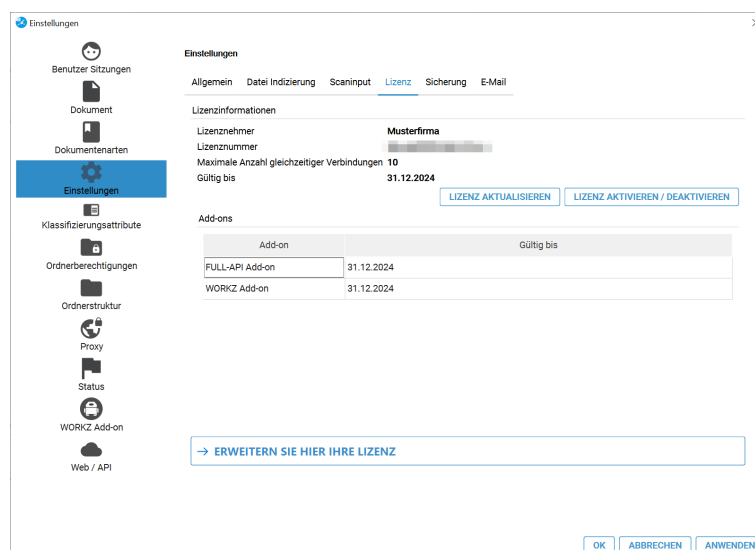 Einstellungen
Benutzer Sitzungen
Dokument
Dokumentenarten
Einstellungen
Klassifizierungsattribute
Ordnerberechtigungen
Ordnerstruktur
Proxy
Status
WORKZ Add-on
Web / API
Einstellungen
Allgemein Datei Indizierung Scaninput Lizenz Sicherung E-Mail
Lizenzinformationen
Lizenznehmer Musterfirma
Lizenznummer
Maximale Anzahl gleichzeitiger Verbindungen 10
Gültig bis 31.12.2024
LIZENZ AKTUALISIEREN LIZENZ AKTIVIEREN / DEAKTIVIEREN
Add-ons
Add-on Gültig bis
FULL-API Add-on 31.12.2024
WORKZ Add-on 31.12.2024
→ ERWEITERN SIE HIER IHRE LIZENZ
OK ABBRECHEN ANWENDEN